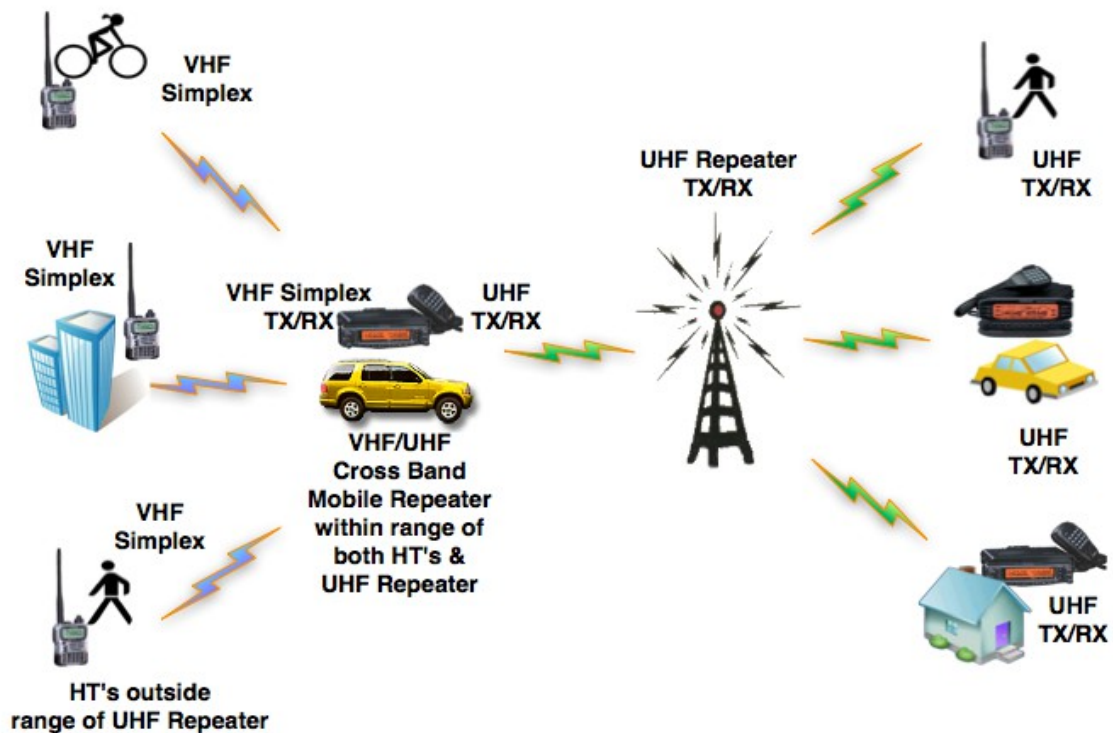 VHF
Simplex
VHF
Simplex
VHF Simplex
TX/RX
UHF
TX/RX
VHF/UHF
Cross Band
Mobile Repeater
within range of
both HT's &
UHF Repeater
VHF
Simplex
HT's outside
range of UHF Repeater
UHF Repeater
TX/RX
UHF
TX/RX
UHF
TX/RX
UHF
TX/RX